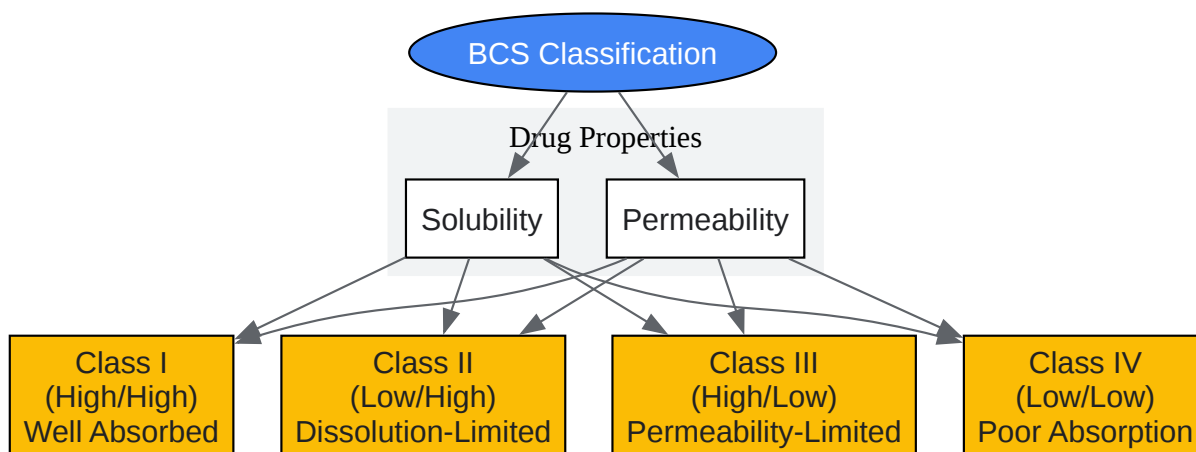 BCS Classification
Drug Properties
Solubility
Permeability
Class I
(High/High)
Well Absorbed
Class II
(Low/High)
Dissolution-Limited
Class III
(High/Low)
Permeability-Limited
Class IV
(Low/Low)
Poor Absorption